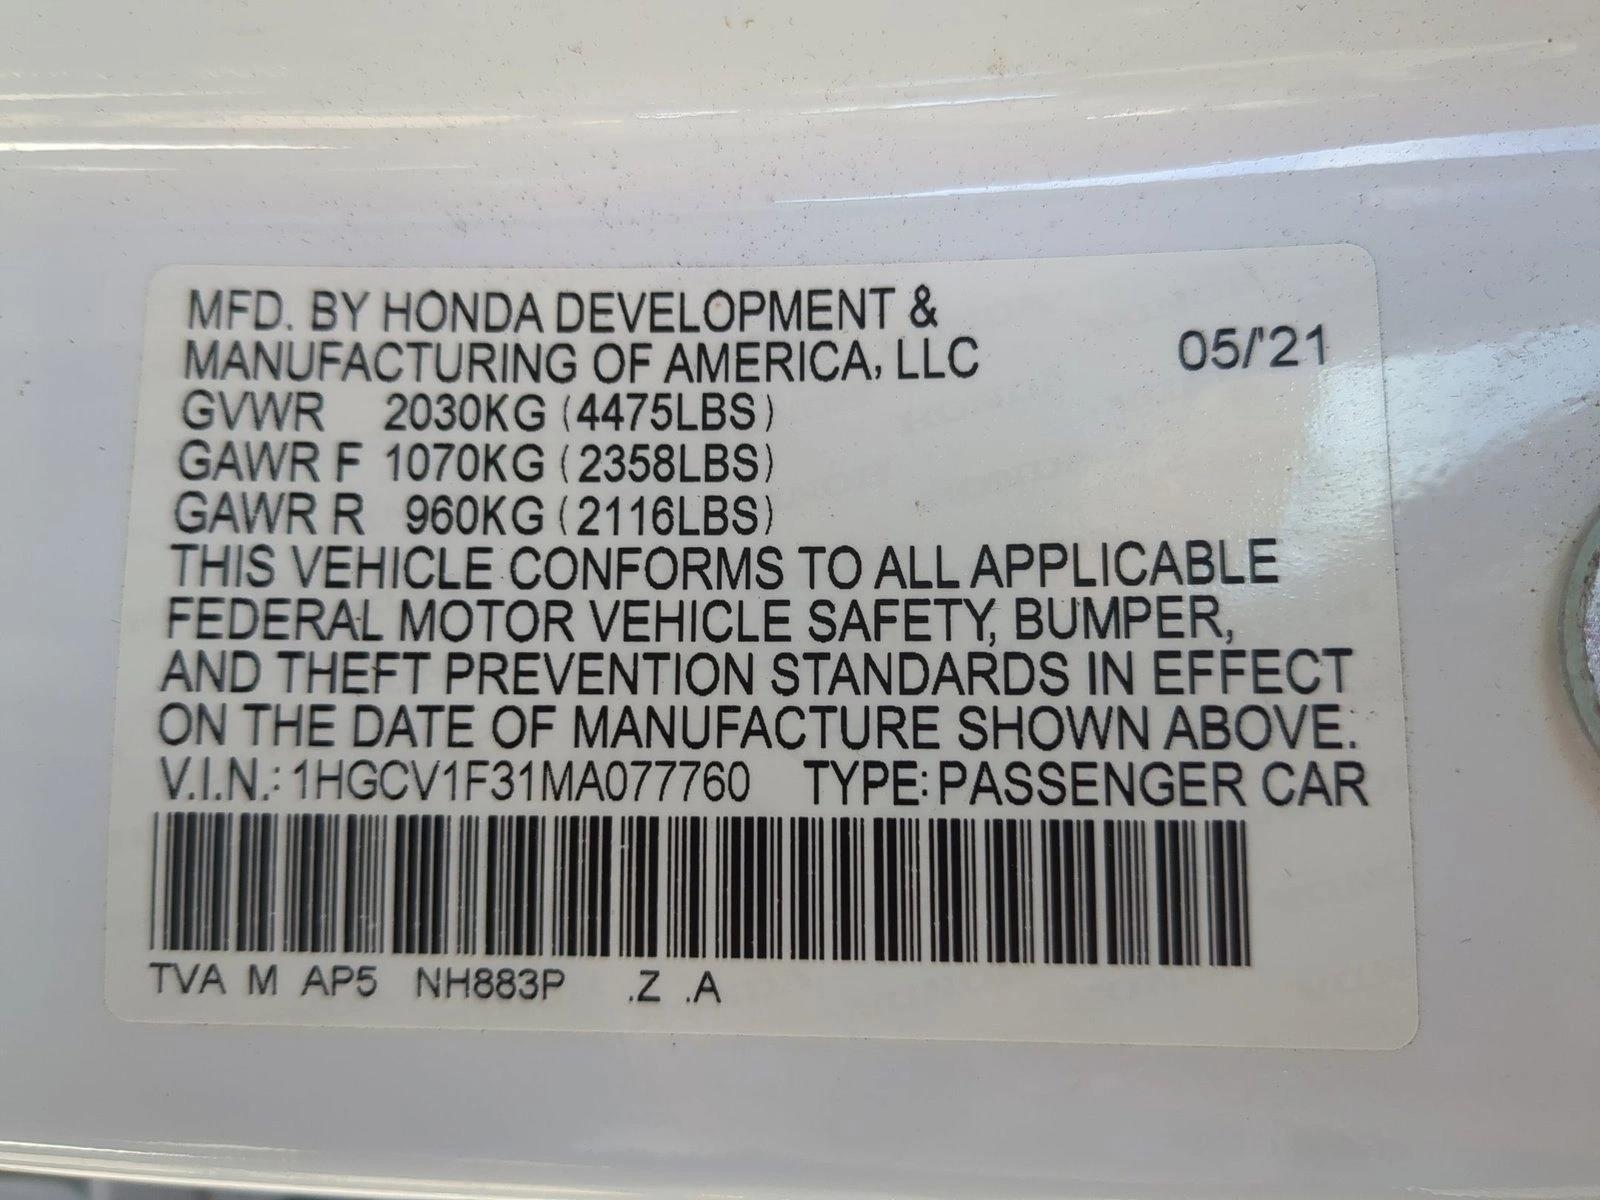 MFD. BY HONDA DEVELOPMENT &
MANUFACTURING OF AMERICA, LLC 05/'21
GVWR 2030KG (4475LBS)
GAWR F 1070KG (2358LBS)
GAWR R 960KG (2116LBS)
THIS VEHICLE CONFORMS TO ALL APPLICABLE
FEDERAL MOTOR VEHICLE SAFETY, BUMPER,
AND THEFT PREVENTION STANDARDS IN EFFECT
ON THE DATE OF MANUFACTURE SHOWN ABOVE.
V.I.N.: 1HGCV1F31MA077760 TYPE: PASSENGER CAR
TVA M AP5 NH883P .Z .A